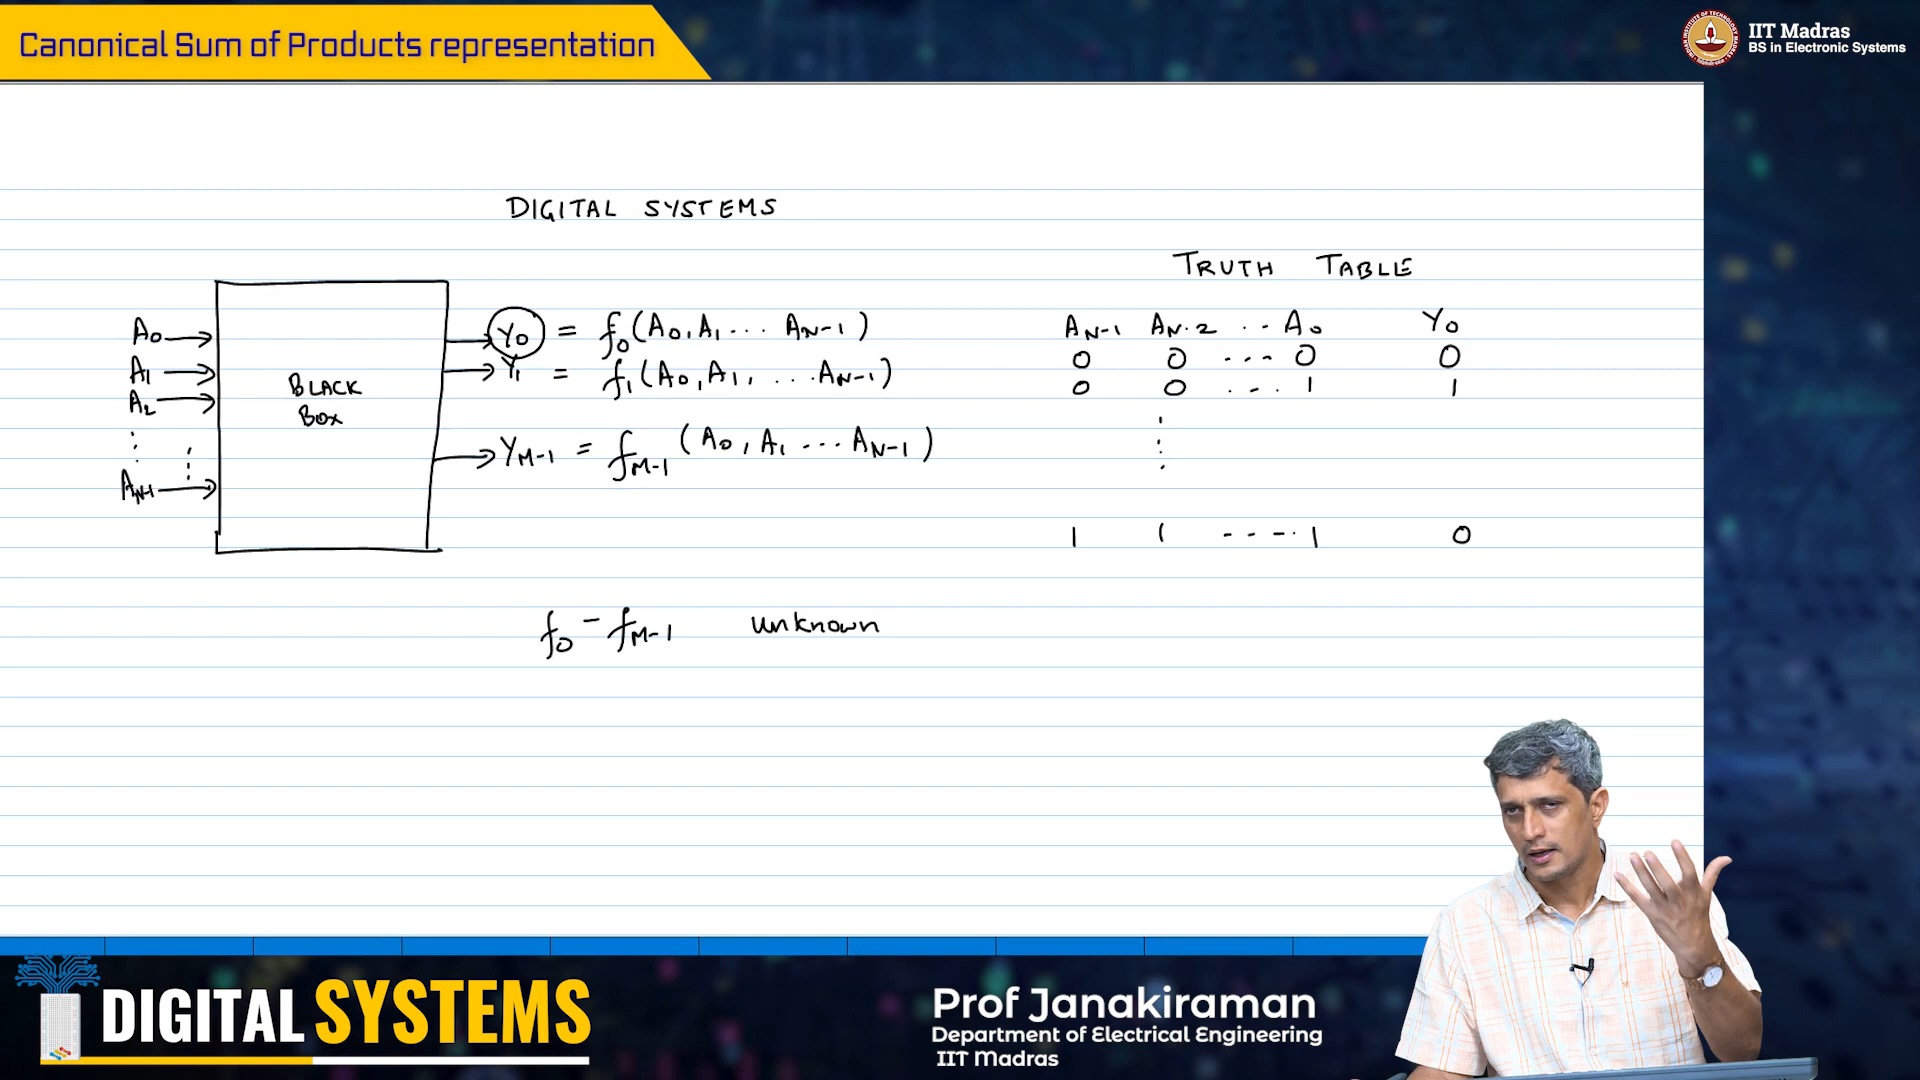 Canonical Sum of Products representation
IIT Madras
BS in Electronic Systems
DIGITAL SYSTEMS
TRUTH TABLE
A0
A1
A2
⋮
AN-1
BLACK
BOX
Y0 = f0(A0, A1 ... AN-1)
Y1 = f1(A0, A1, ... AN-1)
YM-1 = fM-1 (A0, A1 ... AN-1)
AN-1 AN-2 .. A0 Y0
0 0 ... 0 0
0 0 ... 1 1
⋮
1 1 ---- 1 0
f0 - fM-1 unknown
DIGITAL SYSTEMS
Prof Janakiraman
Department of Electrical Engineering
IIT Madras